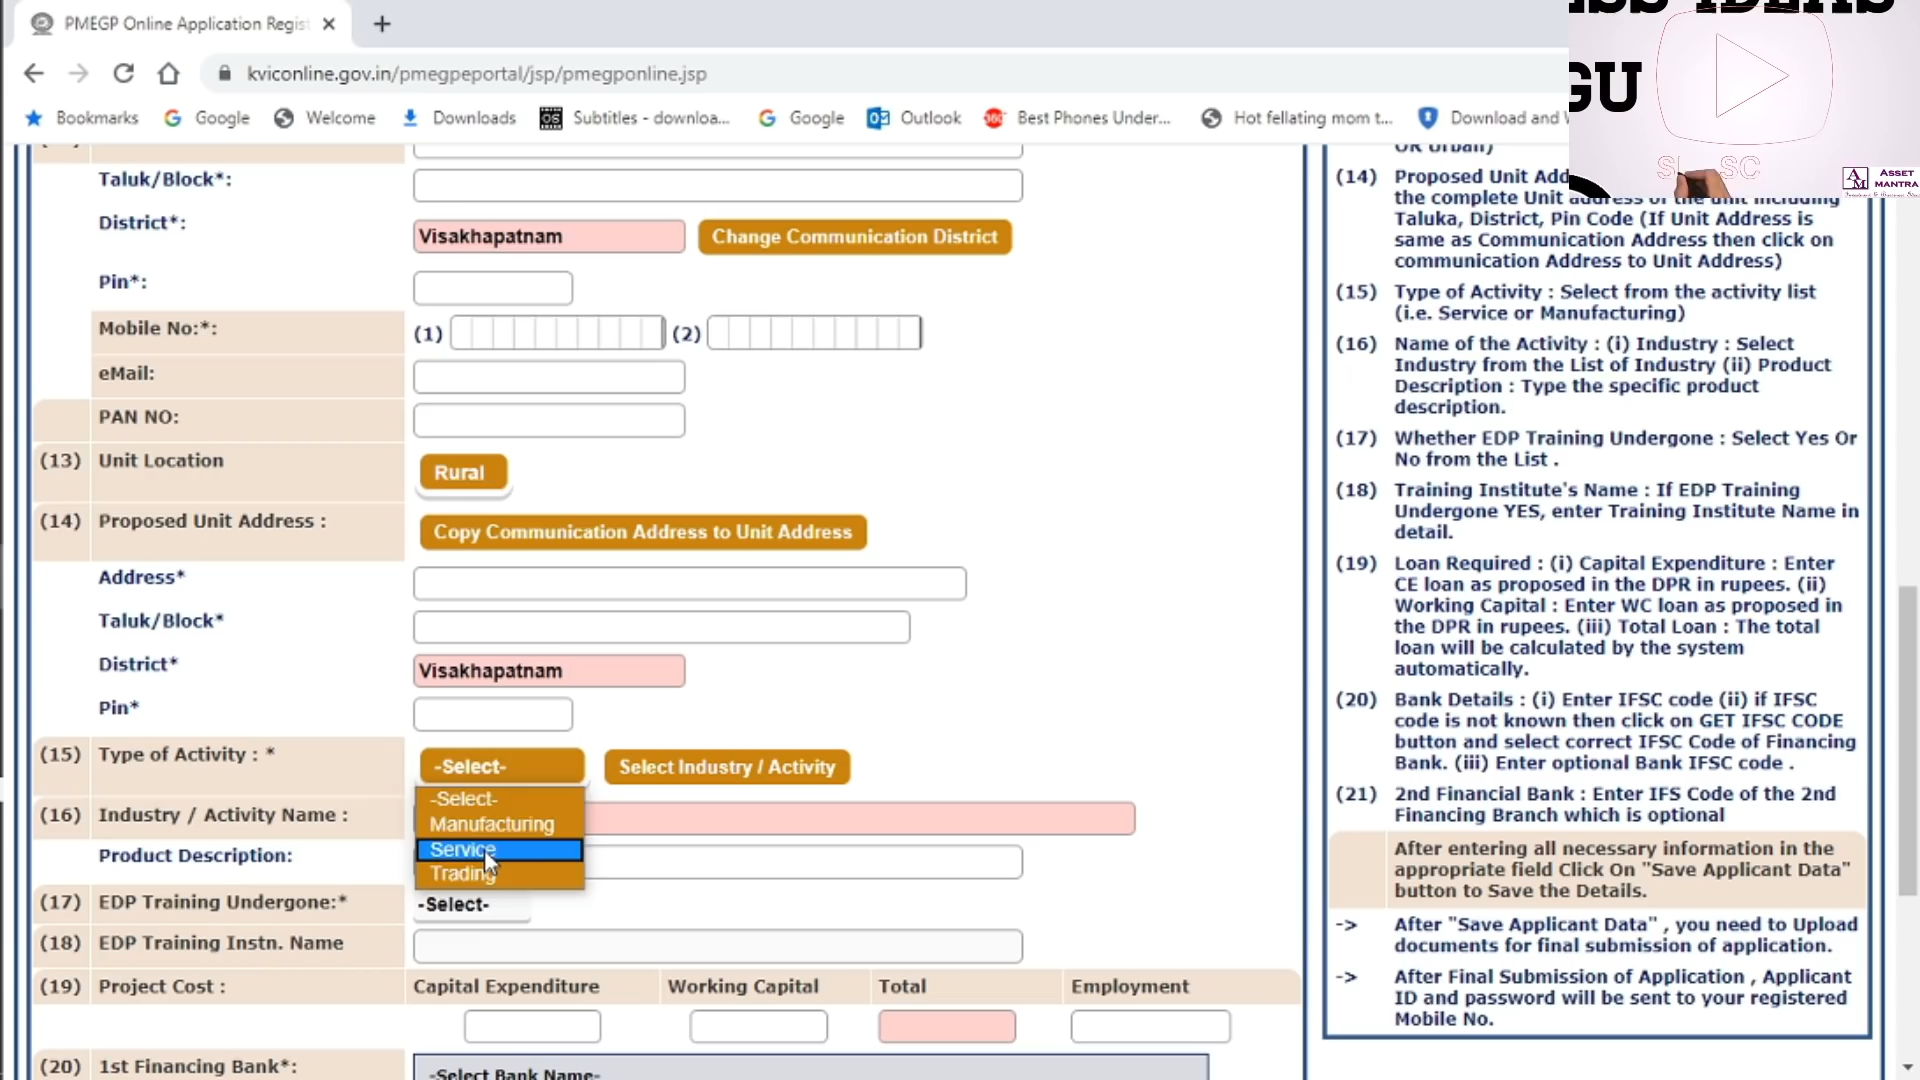 PMEGP Online Application Regist
kviconline.gov.in/pmegpeportal/jsp/pmegponline.jsp
Bookmarks
Google
Welcome
Downloads
Subtitles - downloa...
Google
Outlook
Best Phones Under...
Hot fellating mom t...
Download and
GU
SC
AM
ASSET
MANTRA
Taluk/Block*:
District*:
Visakhapatnam
Change Communication District
Pin*:
Mobile No:*:
(1)
(2)
eMail:
PAN NO:
(13) Unit Location
Rural
(14) Proposed Unit Address :
Copy Communication Address to Unit Address
Address*
Taluk/Block*
District*
Visakhapatnam
Pin*
(15) Type of Activity : *
-Select-
Select Industry / Activity
-Select-
Manufacturing
Service
Trading
(16) Industry / Activity Name :
Product Description:
(17) EDP Training Undergone:*
-Select-
(18) EDP Training Instn. Name
(19) Project Cost :
Capital Expenditure
Working Capital
Total
Employment
(20) 1st Financing Bank*:
-Select Bank Name-
OR Urban)
(14) Proposed Unit Add
the complete Unit address of the unit including
Taluka, District, Pin Code (If Unit Address is
same as Communication Address then click on
communication Address to Unit Address)
(15) Type of Activity : Select from the activity list
(i.e. Service or Manufacturing)
(16) Name of the Activity : (i) Industry : Select
Industry from the List of Industry (ii) Product
Description : Type the specific product
description.
(17) Whether EDP Training Undergone : Select Yes Or
No from the List .
(18) Training Institute's Name : If EDP Training
Undergone YES, enter Training Institute Name in
detail.
(19) Loan Required : (i) Capital Expenditure : Enter
CE loan as proposed in the DPR in rupees. (ii)
Working Capital : Enter WC loan as proposed in
the DPR in rupees. (iii) Total Loan : The total
loan will be calculated by the system
automatically.
(20) Bank Details : (i) Enter IFSC code (ii) if IFSC
code is not known then click on GET IFSC CODE
button and select correct IFSC Code of Financing
Bank. (iii) Enter optional Bank IFSC code .
(21) 2nd Financial Bank : Enter IFS Code of the 2nd
Financing Branch which is optional
After entering all necessary information in the
appropriate field Click On "Save Applicant Data"
button to Save the Details.
-> After "Save Applicant Data" , you need to Upload
documents for final submission of application.
-> After Final Submission of Application , Applicant
ID and password will be sent to your registered
Mobile No.